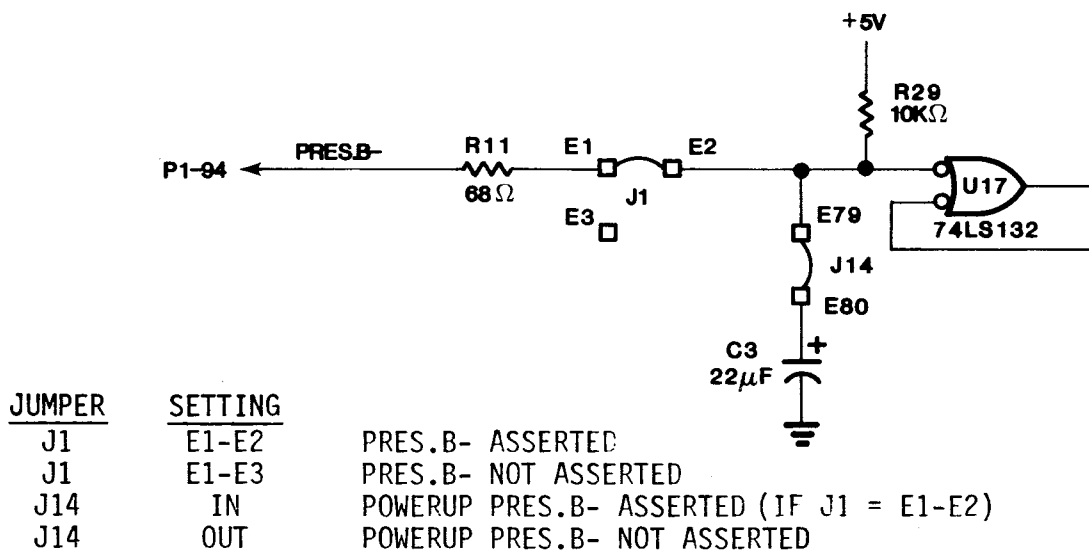 +5V
R29
10KΩ
PRES.B-
R11
E1
E2
P1-94
68Ω
J1
U17
E3
E79
74LS132
J14
E80
C3
+
22μF
JUMPER SETTING
J1 E1-E2 PRES.B- ASSERTED
J1 E1-E3 PRES.B- NOT ASSERTED
J14 IN POWERUP PRES.B- ASSERTED (IF J1 = E1-E2)
J14 OUT POWERUP PRES.B- NOT ASSERTED